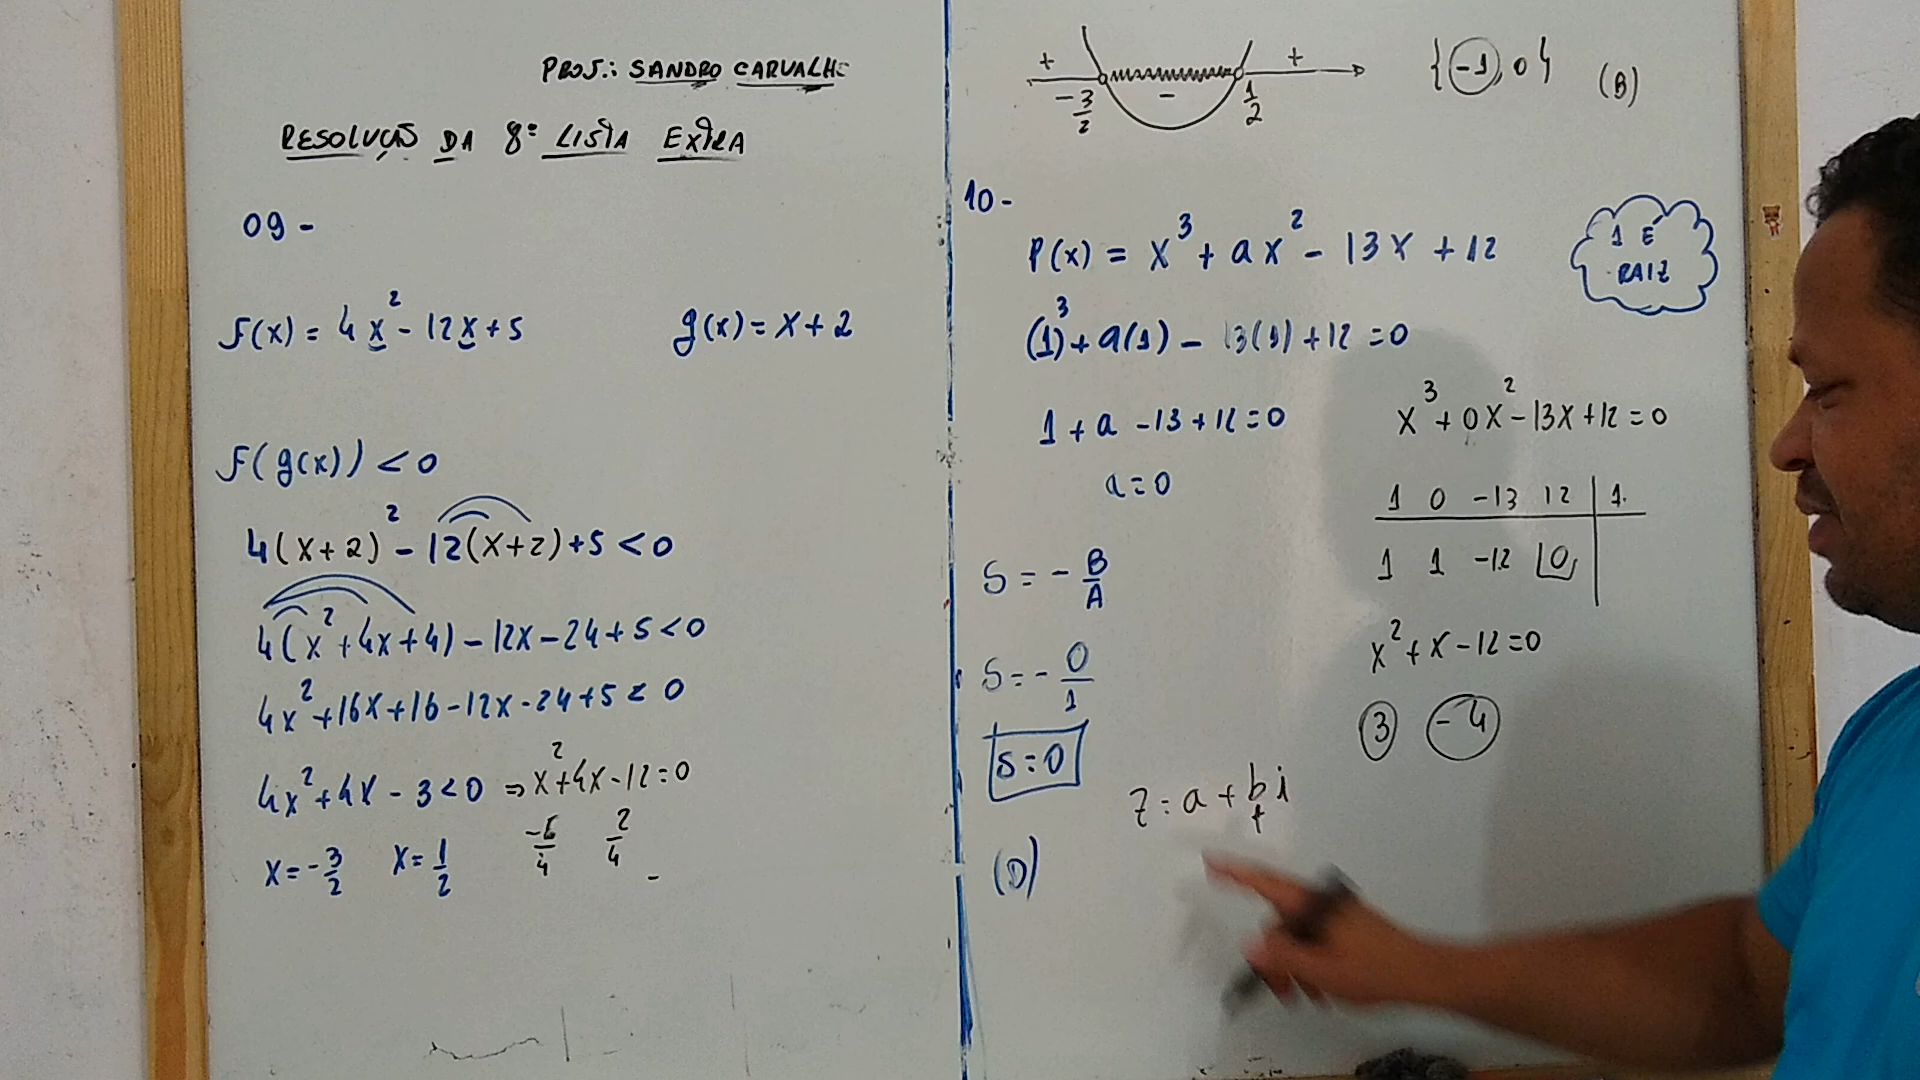 PROF.: SANDRO CARVALHO
RESOLUÇÃO DA 8ª LISTA EXTRA
09 -
f(x) = 4x² - 12x + 5 g(x) = x + 2
f(g(x)) < 0
4(x+2)² - 12(x+2) + 5 < 0
4(x² + 4x + 4) - 12x - 24 + 5 < 0
4x² + 16x + 16 - 12x - 24 + 5 < 0
4x² + 4x - 3 < 0 ⇒ x² + 4x - 12 = 0
x = -3/2 x = 1/2 -6/4 2/4
+ - +
-3/2 1/2
{-1, 0} (B)
10 -
P(x) = x³ + ax² - 13x + 12
1 É
RAIZ
(1)³ + a(1) - 13(1) + 12 = 0
1 + a - 13 + 12 = 0
a = 0
x³ + 0x² - 13x + 12 = 0
1 0 -13 12 | 1
1 1 -12 0
x² + x - 12 = 0
3 -4
S = - B/A
S = - 0/1
S = 0
(D)
z = a + bi